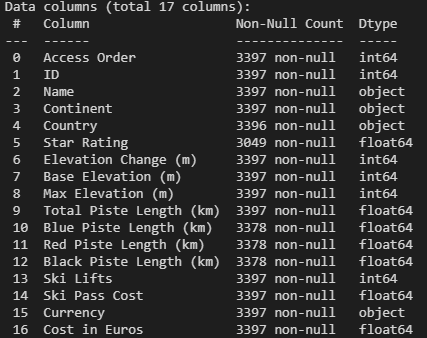 Data columns (total 17 columns):
 #   Column                   Non-Null Count  Dtype
---  ------                   --------------  -----
 0   Access Order             3397 non-null   int64
 1   ID                       3397 non-null   int64
 2   Name                     3397 non-null   object
 3   Continent                3397 non-null   object
 4   Country                  3396 non-null   object
 5   Star Rating              3049 non-null   float64
 6   Elevation Change (m)     3397 non-null   int64
 7   Base Elevation (m)       3397 non-null   int64
 8   Max Elevation (m)        3397 non-null   int64
 9   Total Piste Length (km)  3397 non-null   float64
 10  Blue Piste Length (km)   3378 non-null   float64
 11  Red Piste Length (km)    3378 non-null   float64
 12  Black Piste Length (km)  3378 non-null   float64
 13  Ski Lifts                3397 non-null   int64
 14  Ski Pass Cost            3397 non-null   float64
 15  Currency                 3397 non-null   object
 16  Cost in Euros            3397 non-null   float64